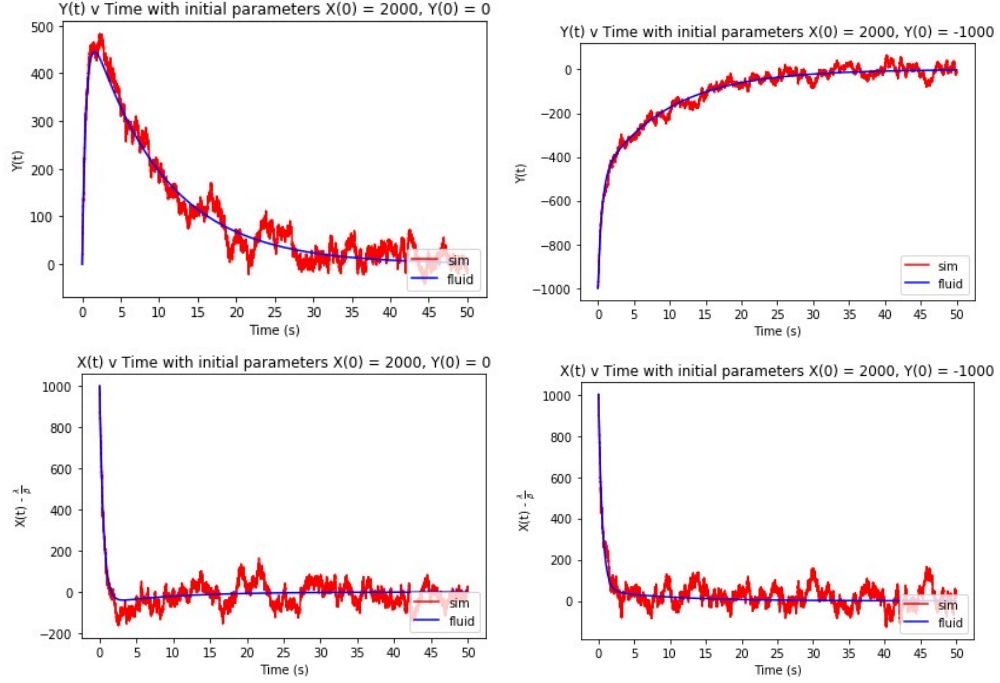 Y(t) v Time with initial parameters X(0) = 2000, Y(0) = 0
500
400
300
200
100
0
Y(t)
0 5 10 15 20 25 30 35 40 45 50
Time (s)
sim
fluid
Y(t) v Time with initial parameters X(0) = 2000, Y(0) = -1000
0
−200
−400
−600
−800
−1000
Y(t)
0 5 10 15 20 25 30 35 40 45 50
Time (s)
sim
fluid
X(t) v Time with initial parameters X(0) = 2000, Y(0) = 0
1000
800
600
400
200
0
−200
X(t) -
0 5 10 15 20 25 30 35 40 45 50
Time (s)
sim
fluid
X(t) v Time with initial parameters X(0) = 2000, Y(0) = -1000
1000
800
600
400
200
0
X(t) -
0 5 10 15 20 25 30 35 40 45 50
Time (s)
sim
fluid